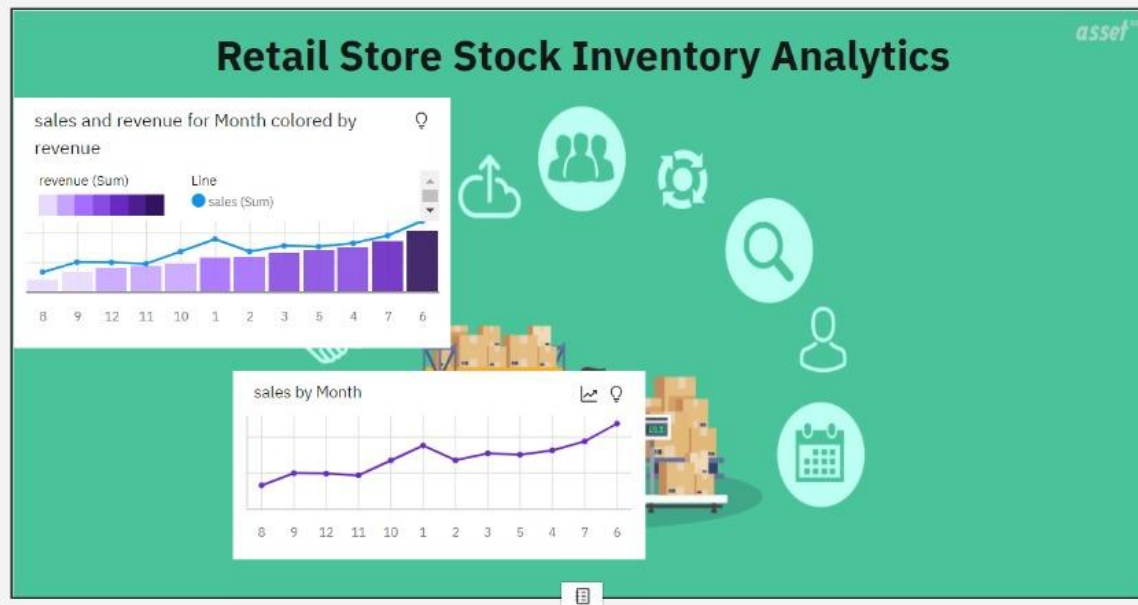 asset
Retail Store Stock Inventory Analytics
sales and revenue for Month colored by
revenue
revenue (Sum)
Line
sales (Sum)
8 9 12 11 10 1 2 3 5 4 7 6
sales by Month
8 9 12 11 10 1 2 3 5 4 7 6